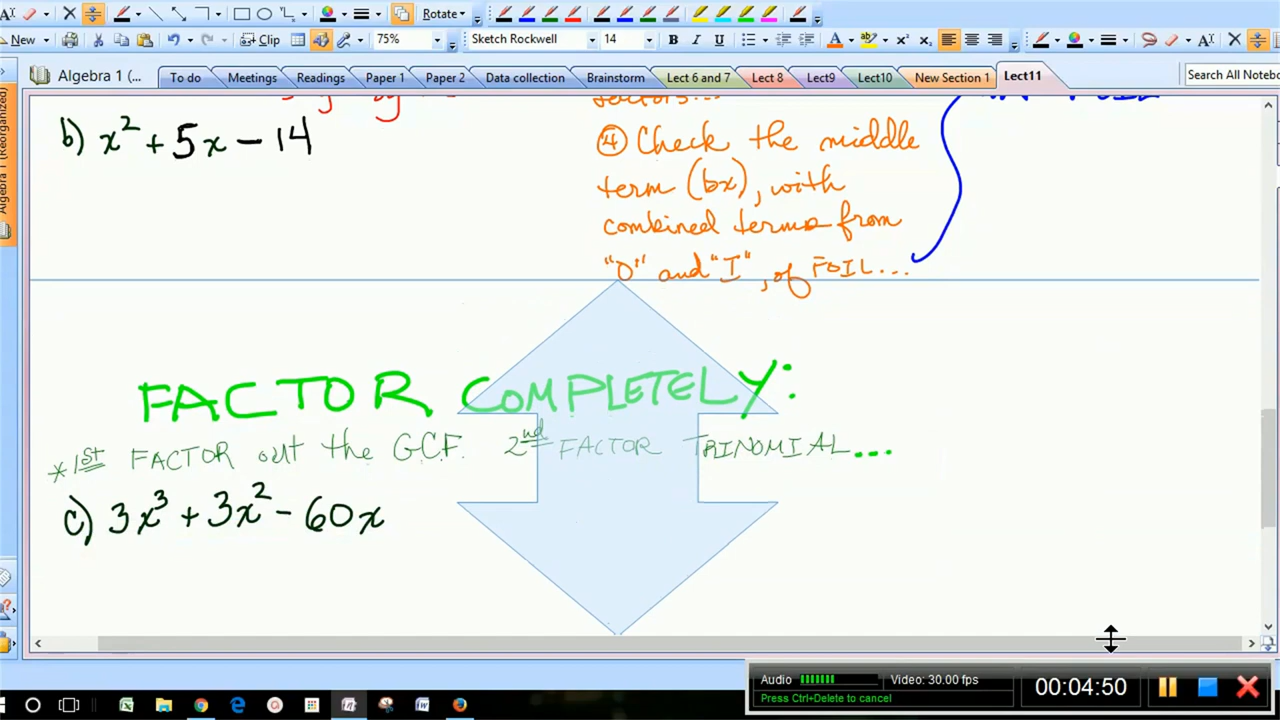 Rotate
New
Clip
75%
Sketch Rockwell
14
B I U
Algebra 1 (...
To do
Meetings
Readings
Paper 1
Paper 2
Data collection
Brainstorm
Lect 6 and 7
Lect 8
Lect9
Lect10
New Section 1
Lect11
Search All Notebo
Algebra 1 (Reorganized)
b) x² + 5x - 14
④ Check the middle
term (bx), with
combined terms from
"O" and "I", of FOIL...
FACTOR COMPLETELY:
*1st FACTOR out the GCF. 2nd FACTOR TRINOMIAL...
c) 3x³ + 3x² - 60x
Audio
Video: 30.00 fps
Press Ctrl+Delete to cancel
00:04:50